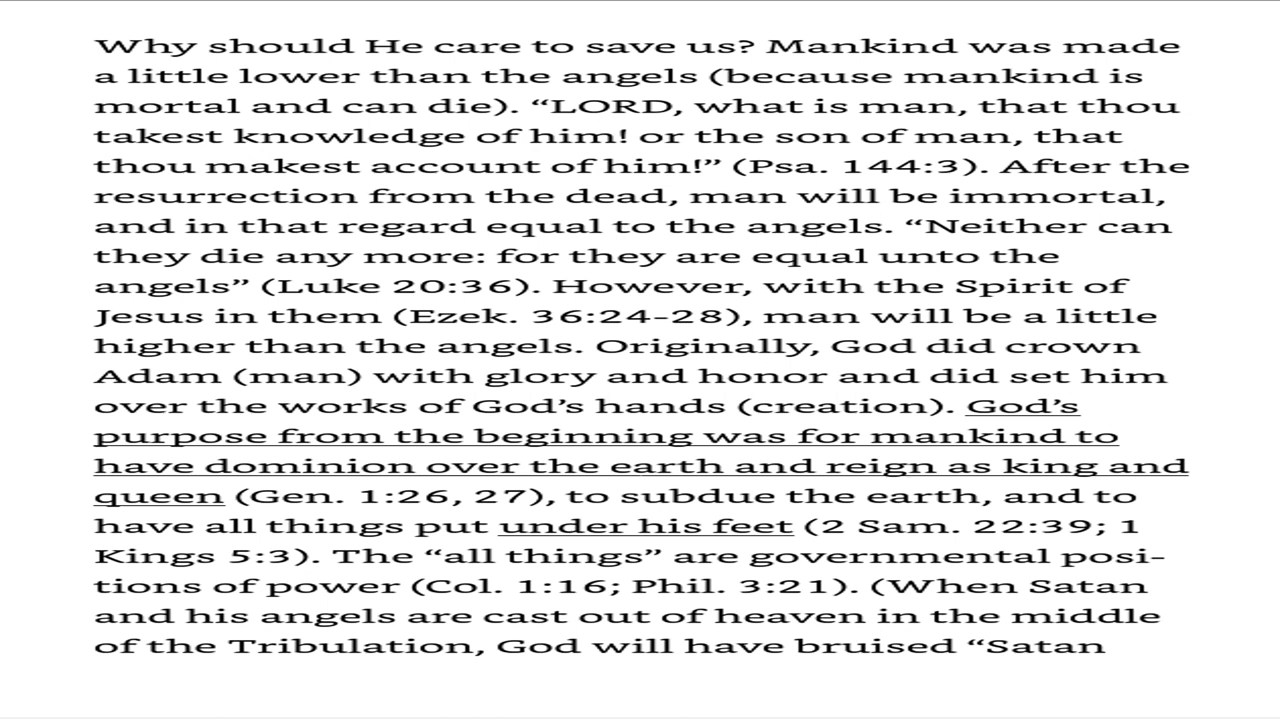 Why should He care to save us? Mankind was made
a little lower than the angels (because mankind is
mortal and can die). “LORD, what is man, that thou
takest knowledge of him! or the son of man, that
thou makest account of him!” (Psa. 144:3). After the
resurrection from the dead, man will be immortal,
and in that regard equal to the angels. “Neither can
they die any more: for they are equal unto the
angels” (Luke 20:36). However, with the Spirit of
Jesus in them (Ezek. 36:24-28), man will be a little
higher than the angels. Originally, God did crown
Adam (man) with glory and honor and did set him
over the works of God’s hands (creation). God’s
purpose from the beginning was for mankind to
have dominion over the earth and reign as king and
queen (Gen. 1:26, 27), to subdue the earth, and to
have all things put under his feet (2 Sam. 22:39; 1
Kings 5:3). The “all things” are governmental posi-
tions of power (Col. 1:16; Phil. 3:21). (When Satan
and his angels are cast out of heaven in the middle
of the Tribulation, God will have bruised “Satan